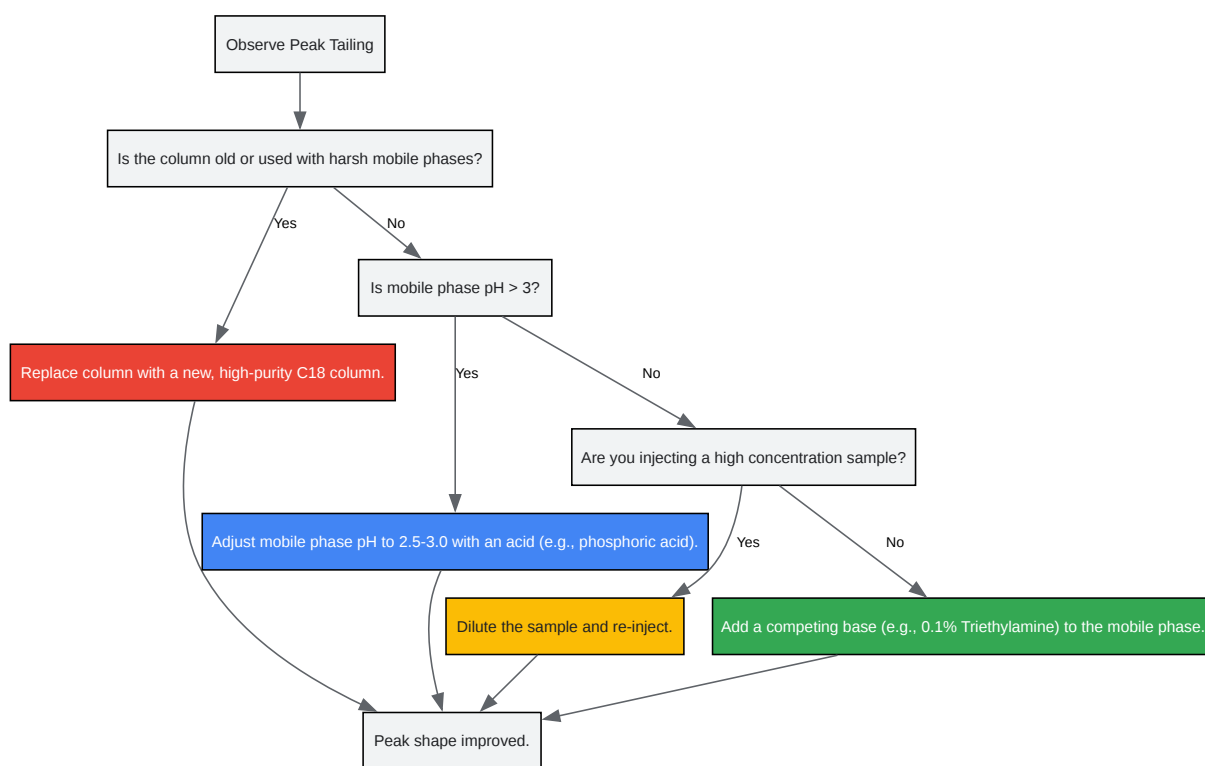 Observe Peak Tailing
Is the column old or used with harsh mobile phases?
Yes
No
Is mobile phase pH > 3?
Replace column with a new, high-purity C18 column.
Yes
No
Are you injecting a high concentration sample?
Adjust mobile phase pH to 2.5-3.0 with an acid (e.g., phosphoric acid).
Yes
No
Dilute the sample and re-inject.
Add a competing base (e.g., 0.1% Triethylamine) to the mobile phase.
Peak shape improved.